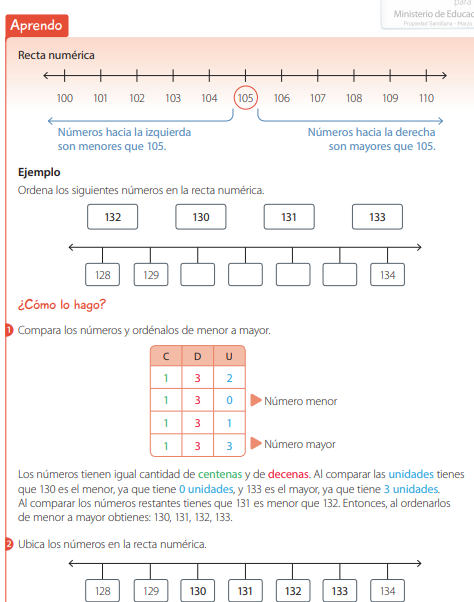 para
Ministerio de Educac
Propiedad Santillana - Marzo
Aprendo
Recta numérica
100 101 102 103 104 105 106 107 108 109 110
Números hacia la izquierda
son menores que 105.
Números hacia la derecha
son mayores que 105.
Ejemplo
Ordena los siguientes números en la recta numérica.
132 130 131 133
128 129 134
¿Cómo lo hago?
1 Compara los números y ordénalos de menor a mayor.
C D U
1 3 2
1 3 0 Número menor
1 3 1
1 3 3 Número mayor
Los números tienen igual cantidad de centenas y de decenas. Al comparar las unidades tienes
que 130 es el menor, ya que tiene 0 unidades, y 133 es el mayor, ya que tiene 3 unidades.
Al comparar los números restantes tienes que 131 es menor que 132. Entonces, al ordenarlos
de menor a mayor obtienes: 130, 131, 132, 133.
2 Ubica los números en la recta numérica.
128 129 130 131 132 133 134